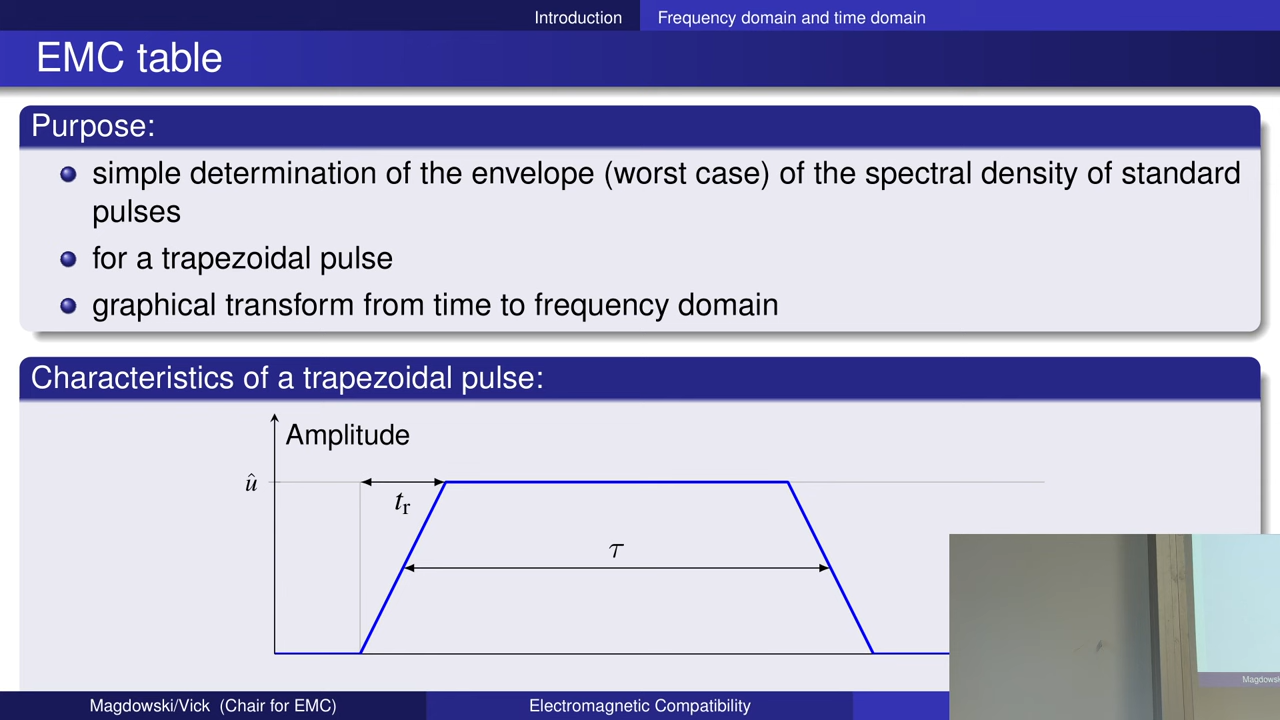 Introduction Frequency domain and time domain
EMC table
Purpose:
simple determination of the envelope (worst case) of the spectral density of standard
pulses
for a trapezoidal pulse
graphical transform from time to frequency domain
Characteristics of a trapezoidal pulse:
Amplitude
û
tr
τ
Magdowski/Vick (Chair for EMC) Electromagnetic Compatibility